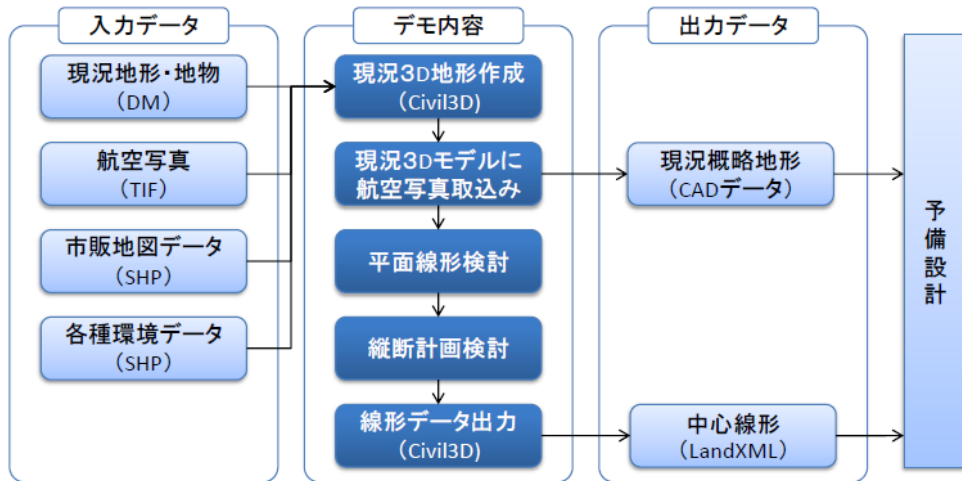 入力データ
現況地形・地物
（DM）
航空写真
（TIF）
市販地図データ
（SHP）
各種環境データ
（SHP）
デモ内容
現況３D地形作成
（Civil3D)
現況３Dモデルに
航空写真取込み
平面線形検討
縦断計画検討
線形データ出力
（Civil3D)
出力データ
現況概略地形
（CADデータ）
中心線形
（LandXML）
予備設計